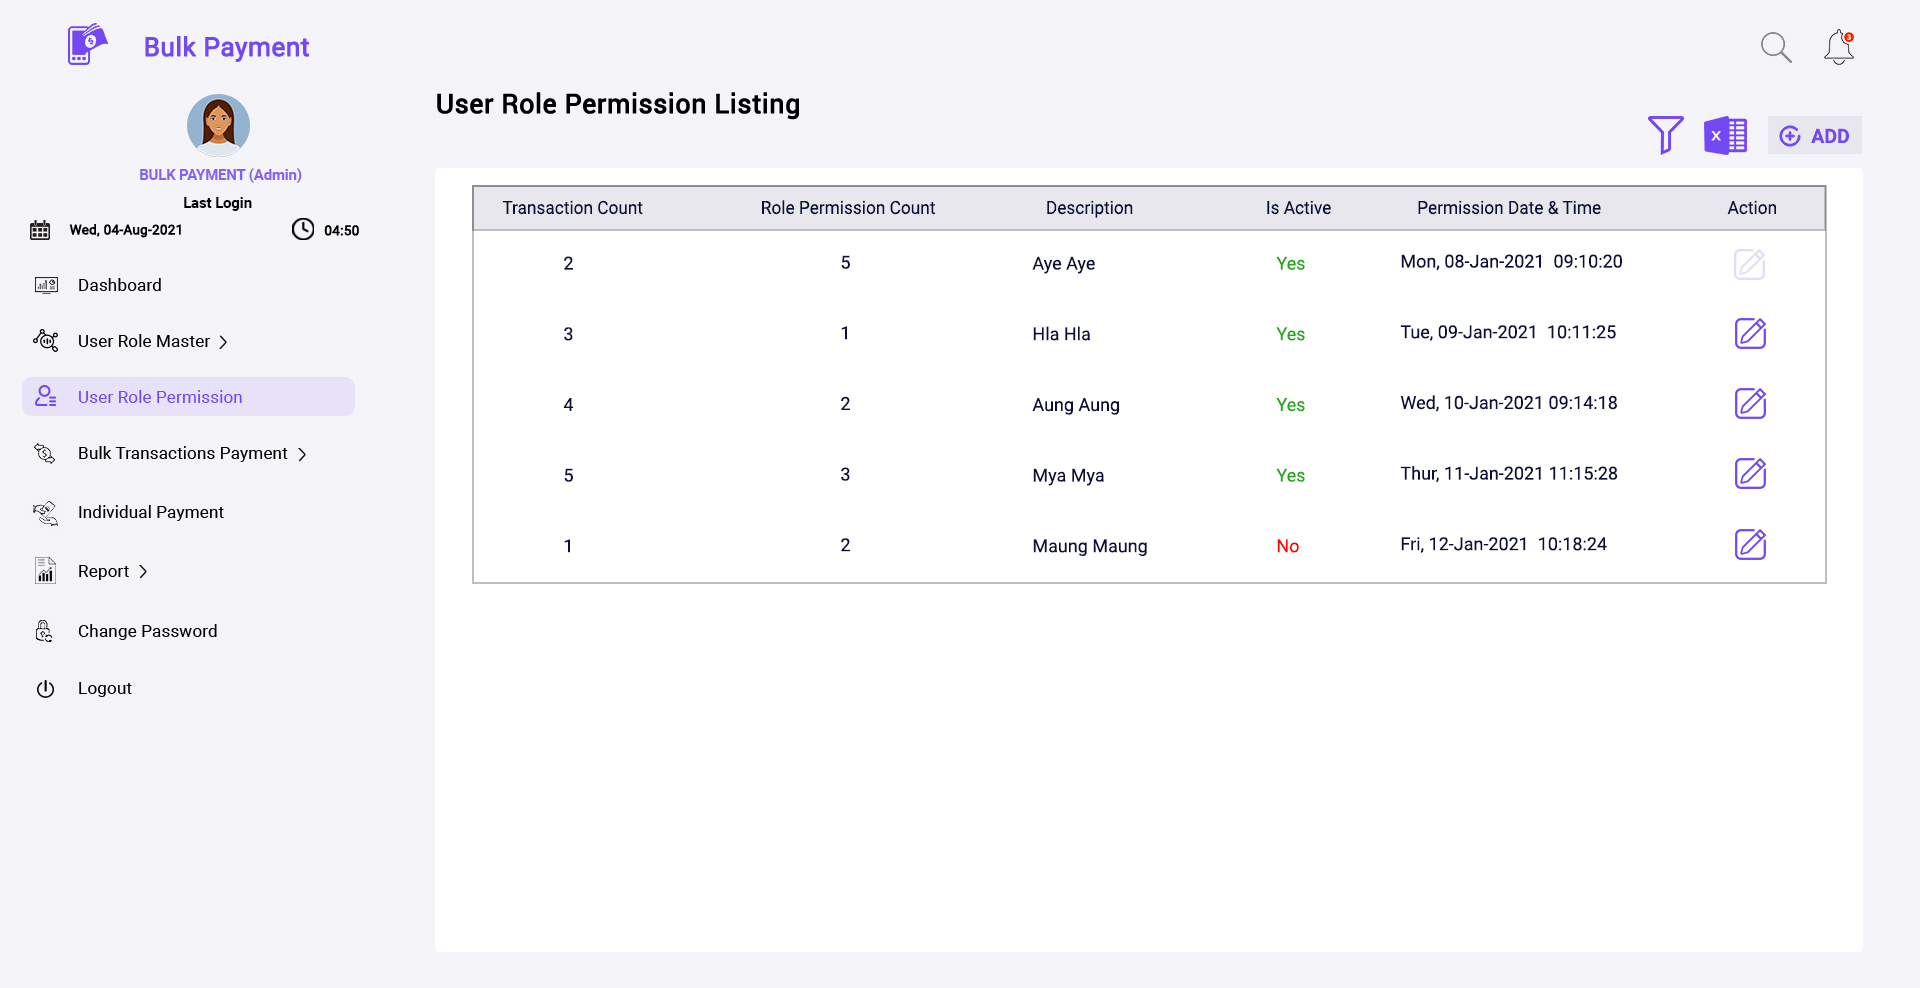 Bulk Payment
3
BULK PAYMENT (Admin)
Last Login
Wed, 04-Aug-2021 04:50
Dashboard
User Role Master
User Role Permission
Bulk Transactions Payment
Individual Payment
Report
Change Password
Logout
User Role Permission Listing
X
ADD
Transaction Count Role Permission Count Description Is Active Permission Date & Time Action
2 5 Aye Aye Yes Mon, 08-Jan-2021 09:10:20
3 1 Hla Hla Yes Tue, 09-Jan-2021 10:11:25
4 2 Aung Aung Yes Wed, 10-Jan-2021 09:14:18
5 3 Mya Mya Yes Thur, 11-Jan-2021 11:15:28
1 2 Maung Maung No Fri, 12-Jan-2021 10:18:24